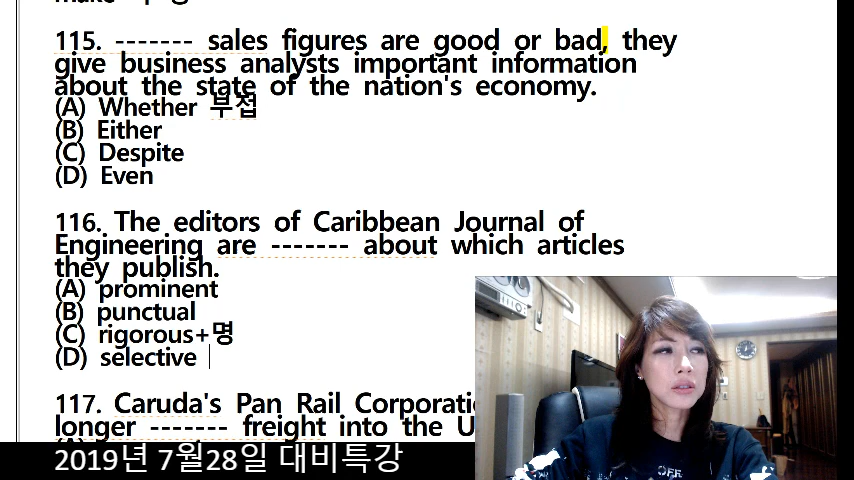 115. ------- sales figures are good or bad, they
give business analysts important information
about the state of the nation's economy.
(A) Whether 부접
(B) Either
(C) Despite
(D) Even
116. The editors of Caribbean Journal of
Engineering are ------- about which articles
they publish.
(A) prominent
(B) punctual
(C) rigorous+명
(D) selective
117. Caruda's Pan Rail
longer ------- freight into the
2019년 7월28일 대비특강